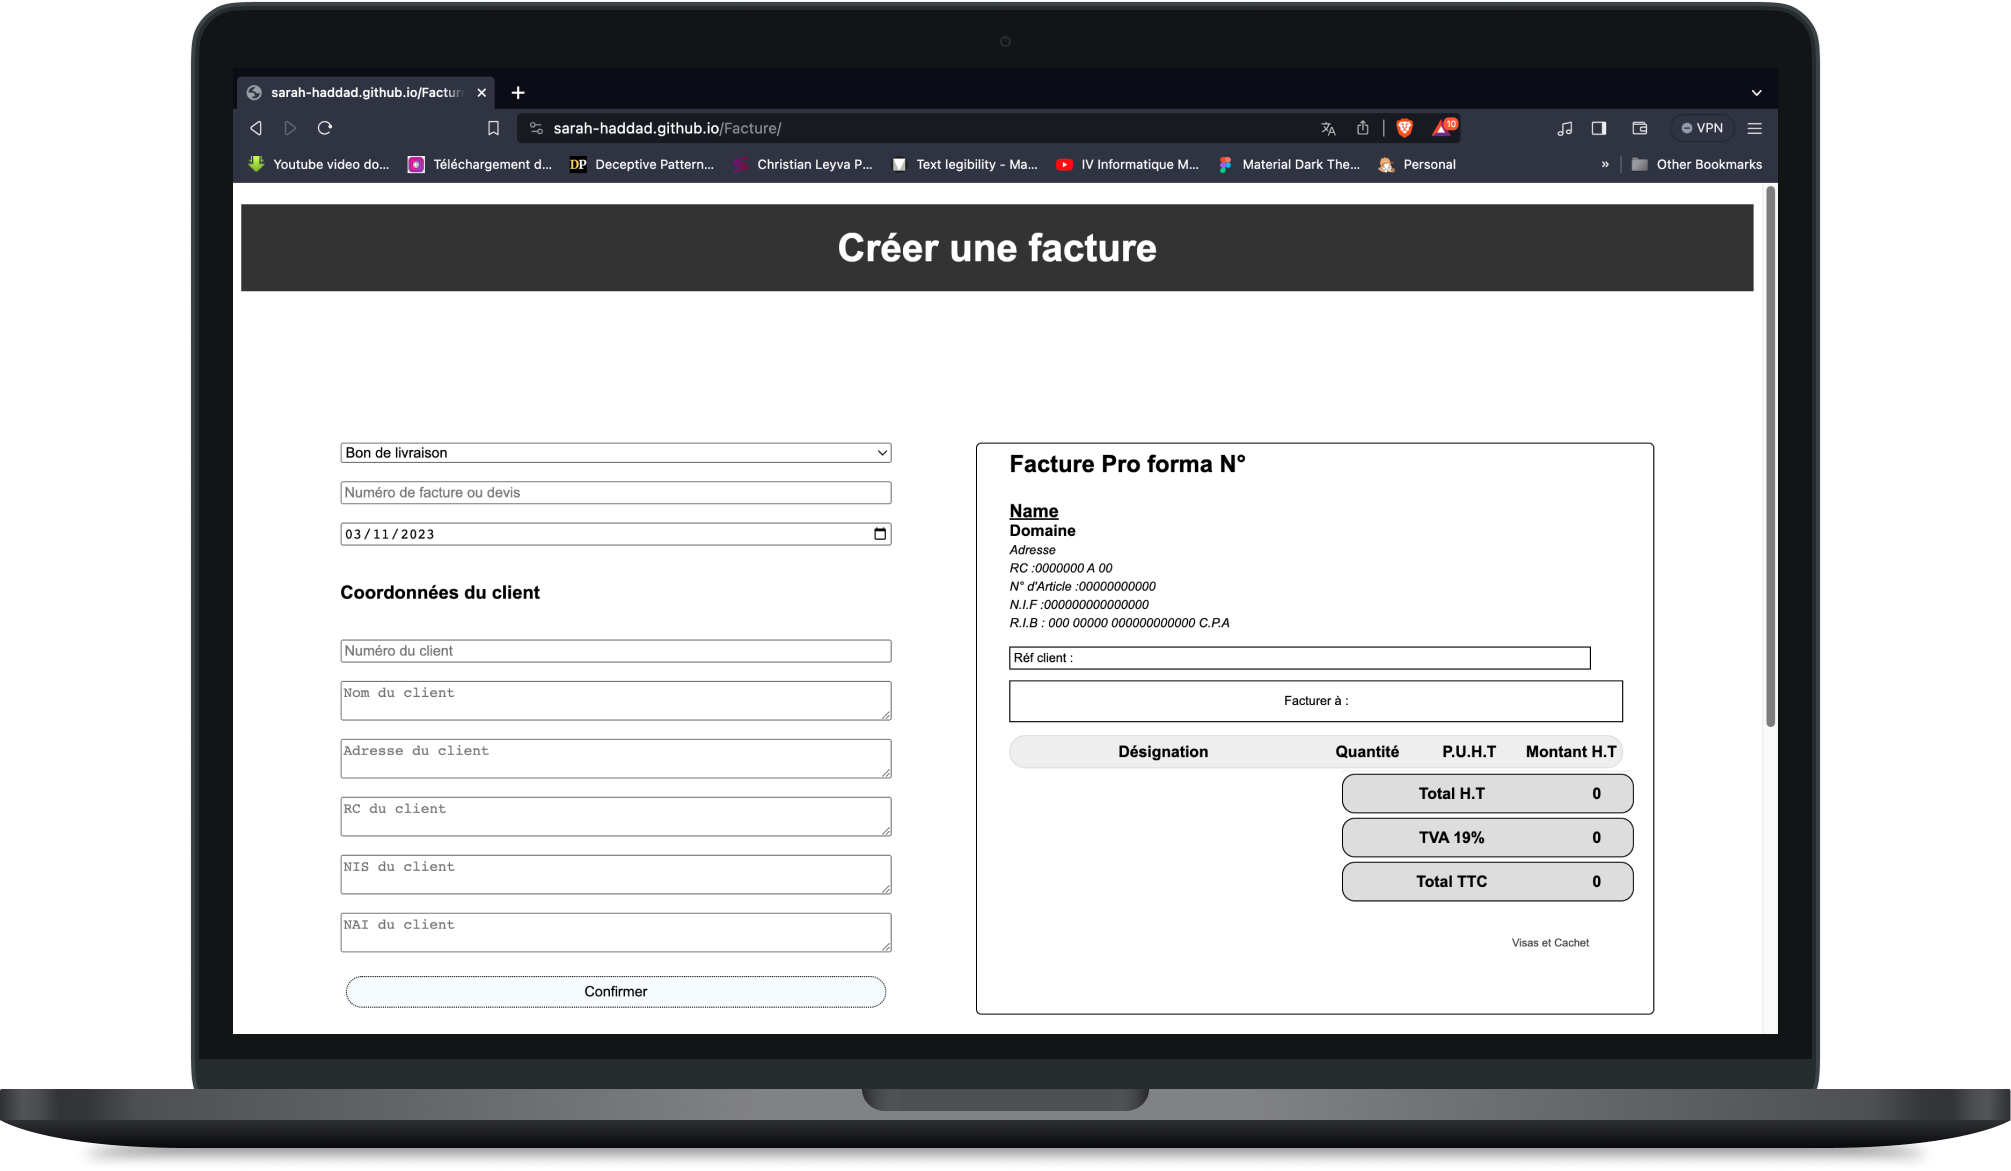 sarah-haddad.github.io/Factur
sarah-haddad.github.io/Facture/
10
VPN
Youtube video do...
Téléchargement d...
DP
Deceptive Pattern...
Christian Leyva P...
Text legibility - Ma...
IV Informatique M...
Material Dark The...
Personal
»
Other Bookmarks
Créer une facture
Bon de livraison
Numéro de facture ou devis
03/11/2023
Coordonnées du client
Numéro du client
Nom du client
Adresse du client
RC du client
NIS du client
NAI du client
Confirmer
Facture Pro forma N°
Name
Domaine
Adresse
RC :0000000 A 00
N° d'Article :00000000000
N.I.F :000000000000000
R.I.B : 000 00000 000000000000 C.P.A
Réf client :
Facturer à :
Désignation Quantité P.U.H.T Montant H.T
Total H.T 0
TVA 19% 0
Total TTC 0
Visas et Cachet